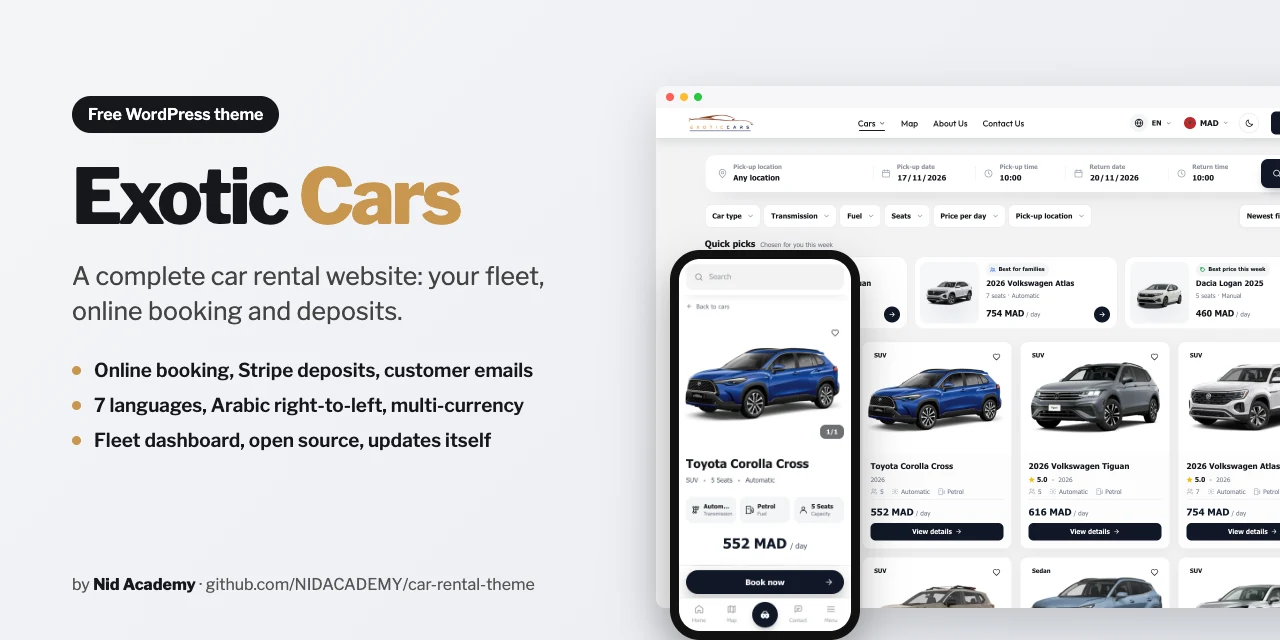 Free WordPress theme
Exotic Cars
A complete car rental website: your fleet,
online booking and deposits.
Online booking, Stripe deposits, customer emails
7 languages, Arabic right-to-left, multi-currency
Fleet dashboard, open source, updates itself
by Nid Academy · github.com/NIDACADEMY/car-rental-theme
EXOTIC CARS
Cars
Map
About Us
Contact Us
EN
MAD
Pick-up location
Any location
Pick-up date
17/11/2026
Pick-up time
10:00
Return date
20/11/2026
Return time
10:00
Car type
Transmission
Fuel
Seats
Price per day
Pick-up location
Newest fi
Quick picks Chosen for you this week
Best for families
2026 Volkswagen Atlas
7 seats · Automatic
754 MAD / day
Best price this week
Dacia Logan 2025
5 seats · Manual
460 MAD / day
SUV
Toyota Corolla Cross
2026
5 Automatic Petrol
552 MAD / day
View details →
SUV
2026 Volkswagen Tiguan
5.0 · 2026
5 Automatic Petrol
616 MAD / day
View details →
SUV
2026 Volkswagen Atlas
5.0 · 2026
7 Automatic Petrol
754 MAD / day
View details →
SUV
Sedan
SUV
Search
Back to cars
1/1
Toyota Corolla Cross
SUV • 5 Seats • Automatic
Autom...
Transmission
Petrol
Fuel
5 Seats
Capacity
552 MAD / day
Book now →
Home
Map
Contact
Menu